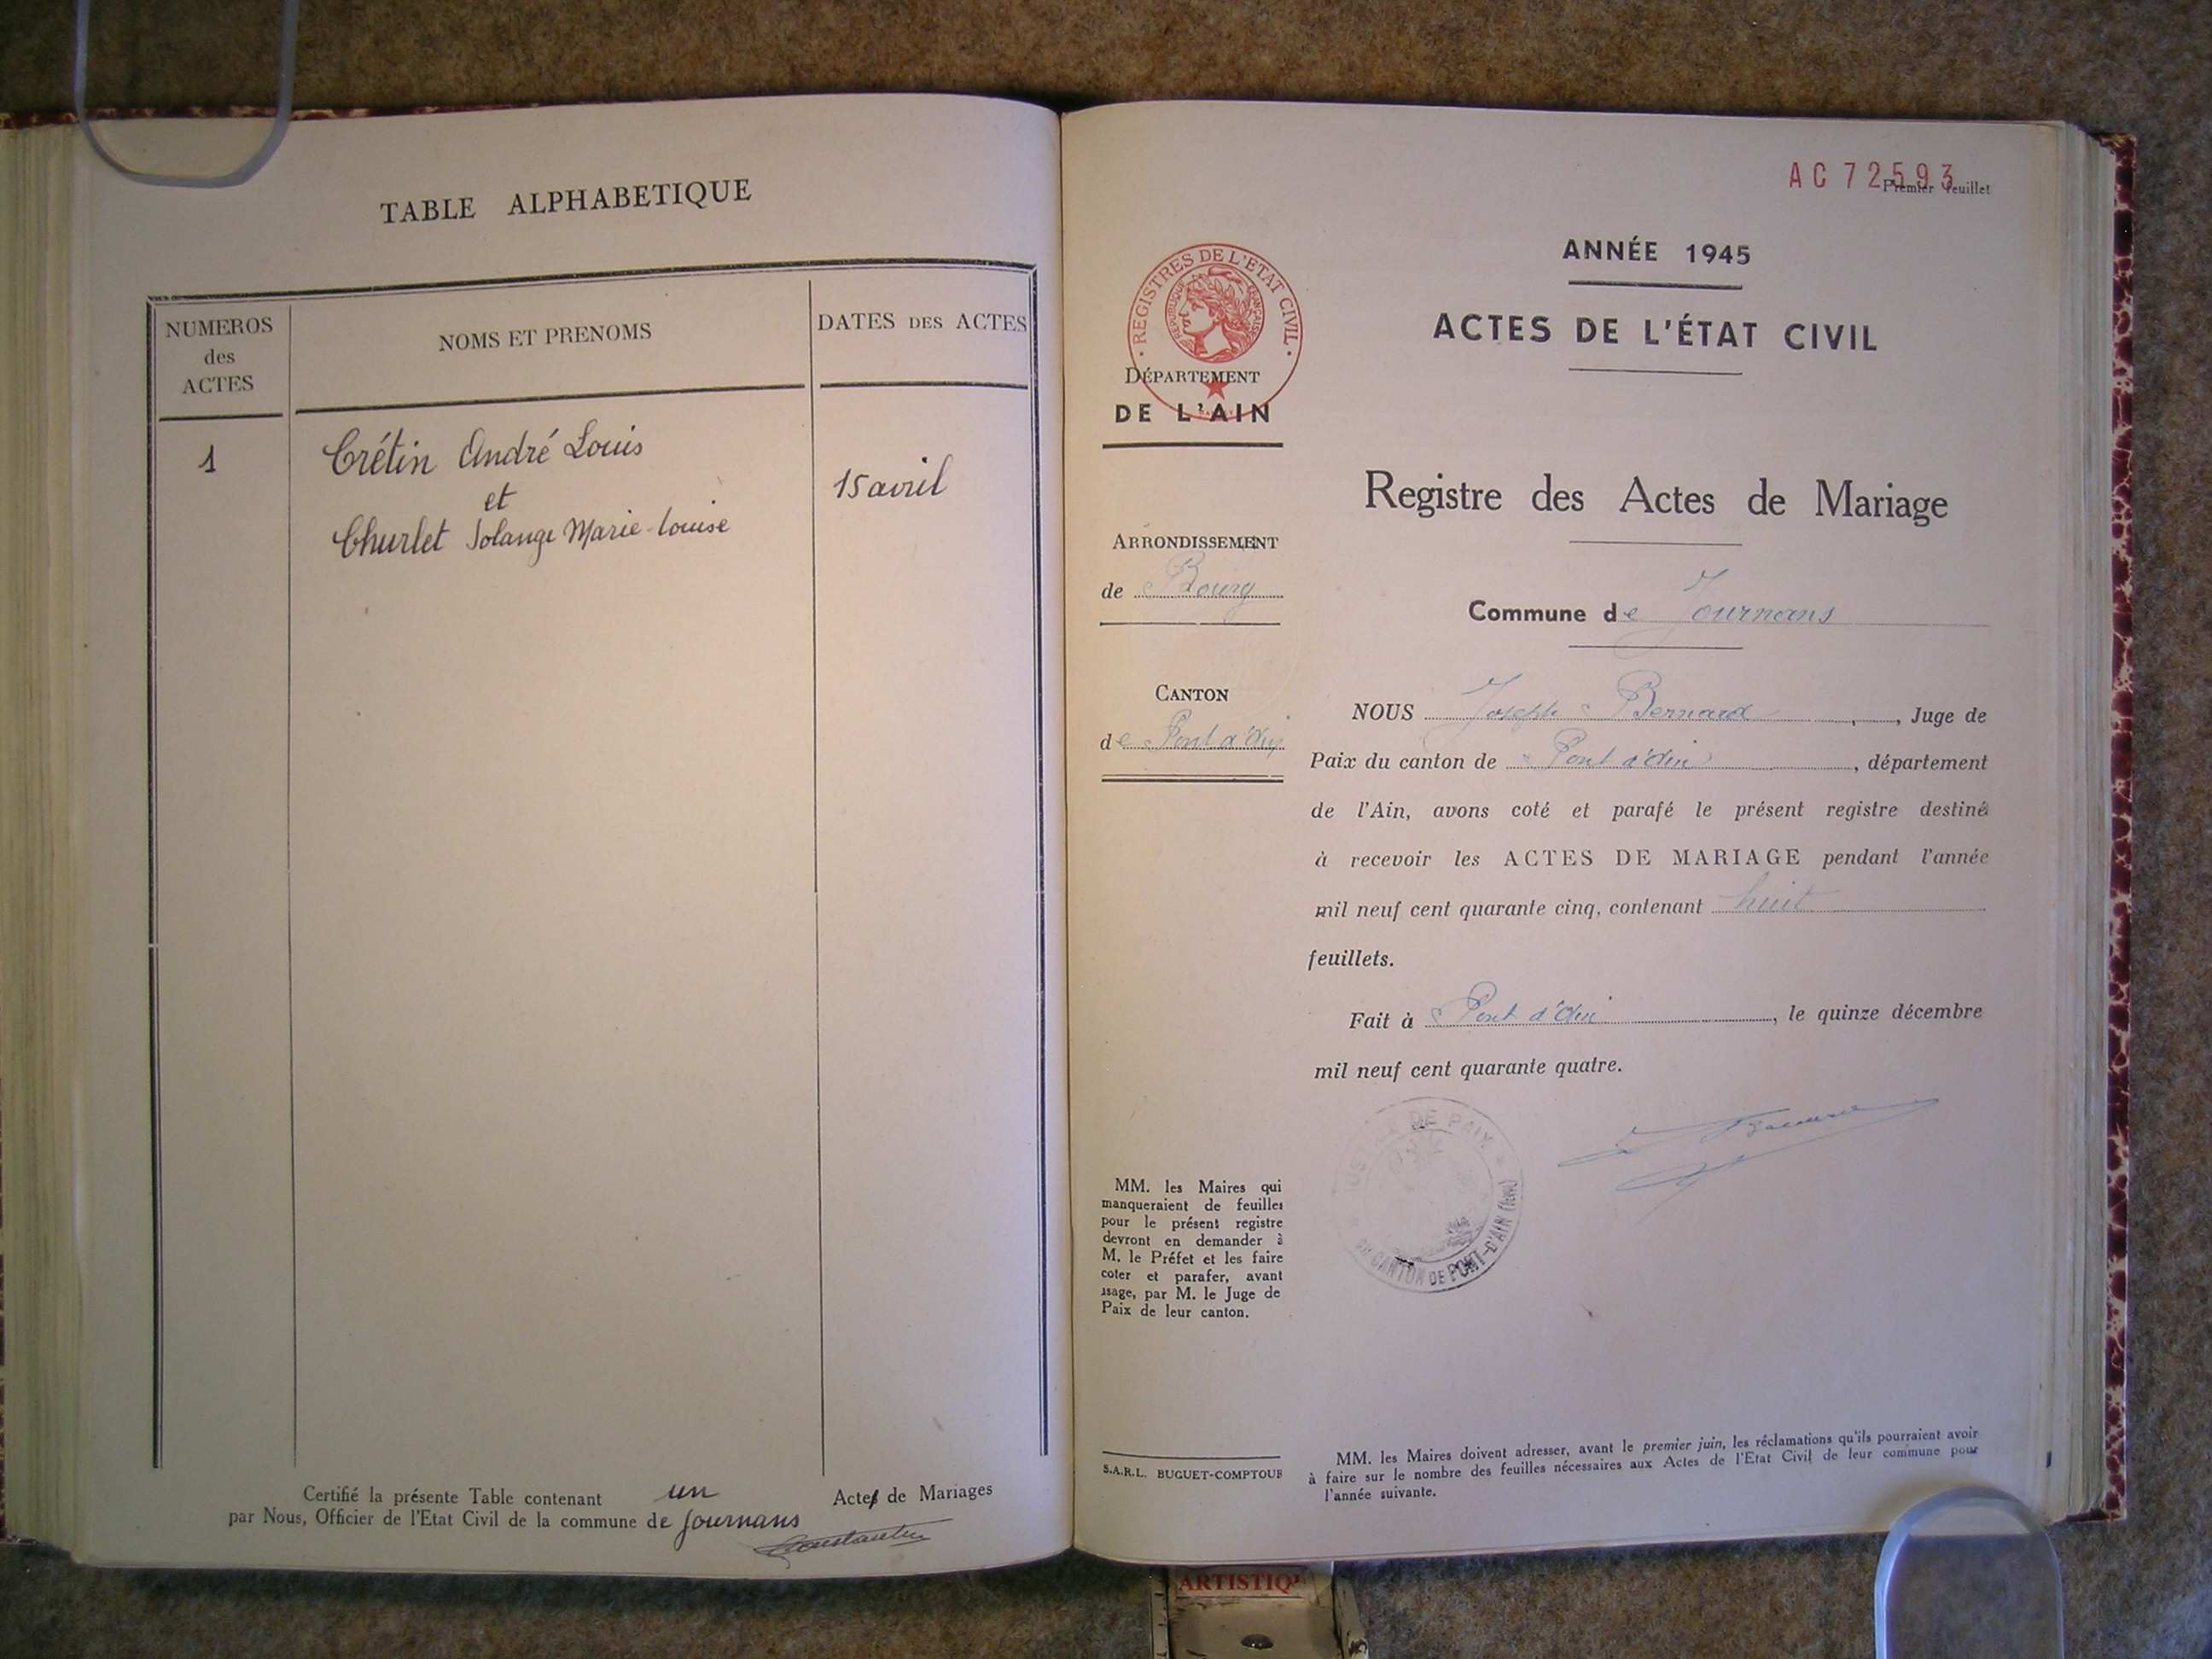 TABLE ALPHABETIQUE
NUMEROS
des
ACTES
NOMS ET PRENOMS
DATES DES ACTES
1
Crétin André Louis
et
Churlet Solange Marie-Louise
15 avril
Certifié la présente Table contenant un Actes de Mariages
par Nous, Officier de l'Etat Civil de la commune de Journans
AC 72593
Premier feuillet
REGISTRES DE L'ETAT CIVIL
REPUBLIQUE FRANÇAISE
DÉPARTEMENT
DE L'AIN
ARRONDISSEMENT
de Bourg
CANTON
de Pont d'Ain
MM. les Maires qui
manqueraient de feuilles
pour le présent registre
devront en demander à
M. le Préfet et les faire
coter et parafer, avant
usage, par M. le Juge de
Paix de leur canton.
S.A.R.L. BUGUET-COMPTOUR
ANNÉE 1945
ACTES DE L'ÉTAT CIVIL
Registre des Actes de Mariage
Commune de Journans
NOUS Joseph Bernard, Juge de
Paix du canton de Pont d'Ain, département
de l'Ain, avons coté et parafé le présent registre destiné
à recevoir les ACTES DE MARIAGE pendant l'année
mil neuf cent quarante cinq, contenant huit
feuillets.
Fait à Pont d'Ain, le quinze décembre
mil neuf cent quarante quatre.
JUSTICE DE PAIX
DU CANTON DE PONT-D'AIN (Ain)
MM. les Maires doivent adresser, avant le premier juin, les réclamations qu'ils pourraient avoir
à faire sur le nombre des feuilles nécessaires aux Actes de l'Etat Civil de leur commune pour
l'année suivante.
ARTISTIQ